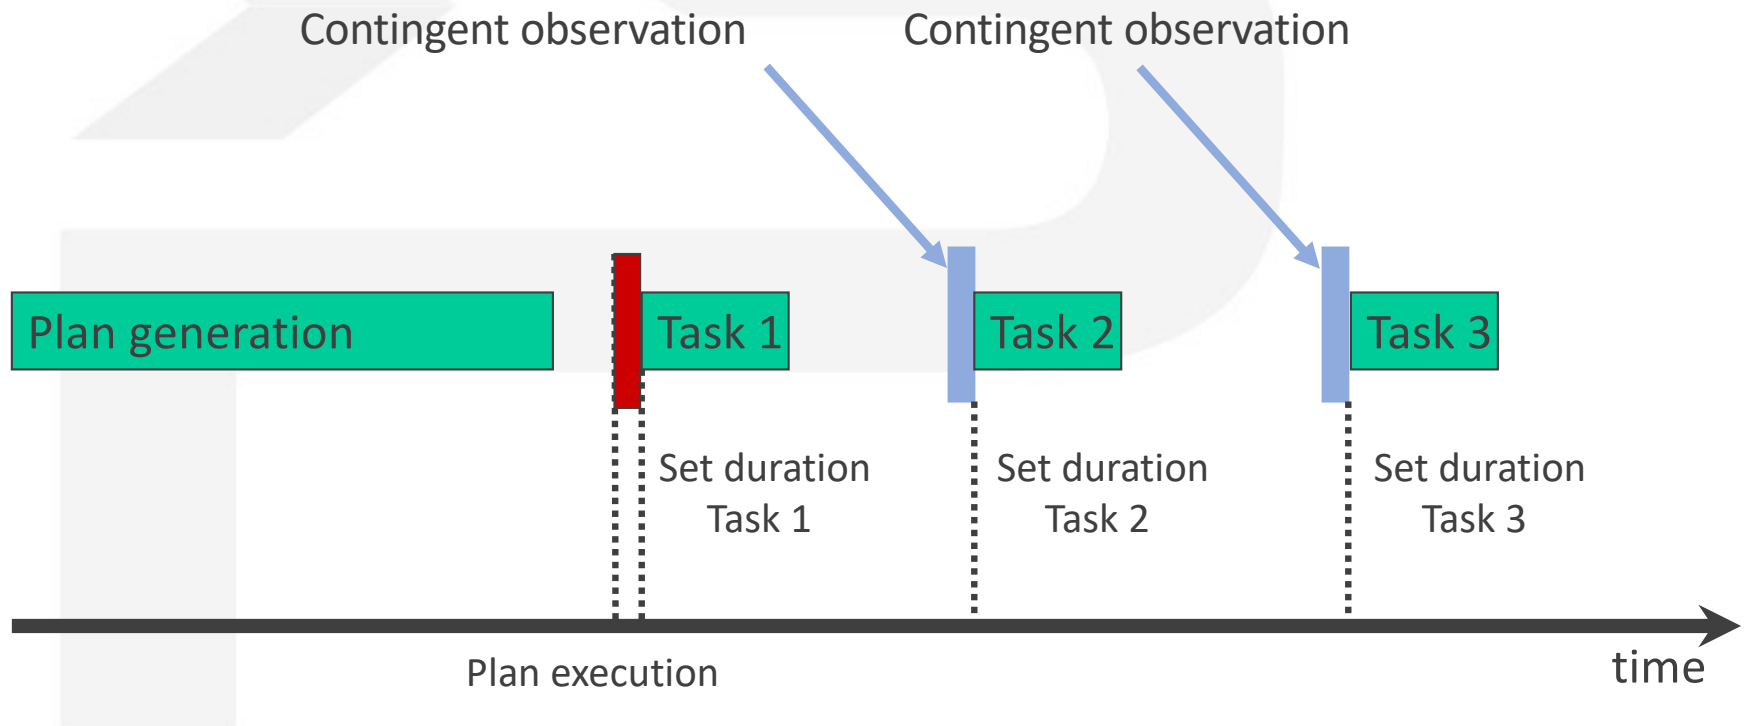 Contingent observation
Contingent observation
Plan generation
Task 1
Task 2
Task 3
Set duration
Task 1
Set duration
Task 2
Set duration
Task 3
Plan execution
time